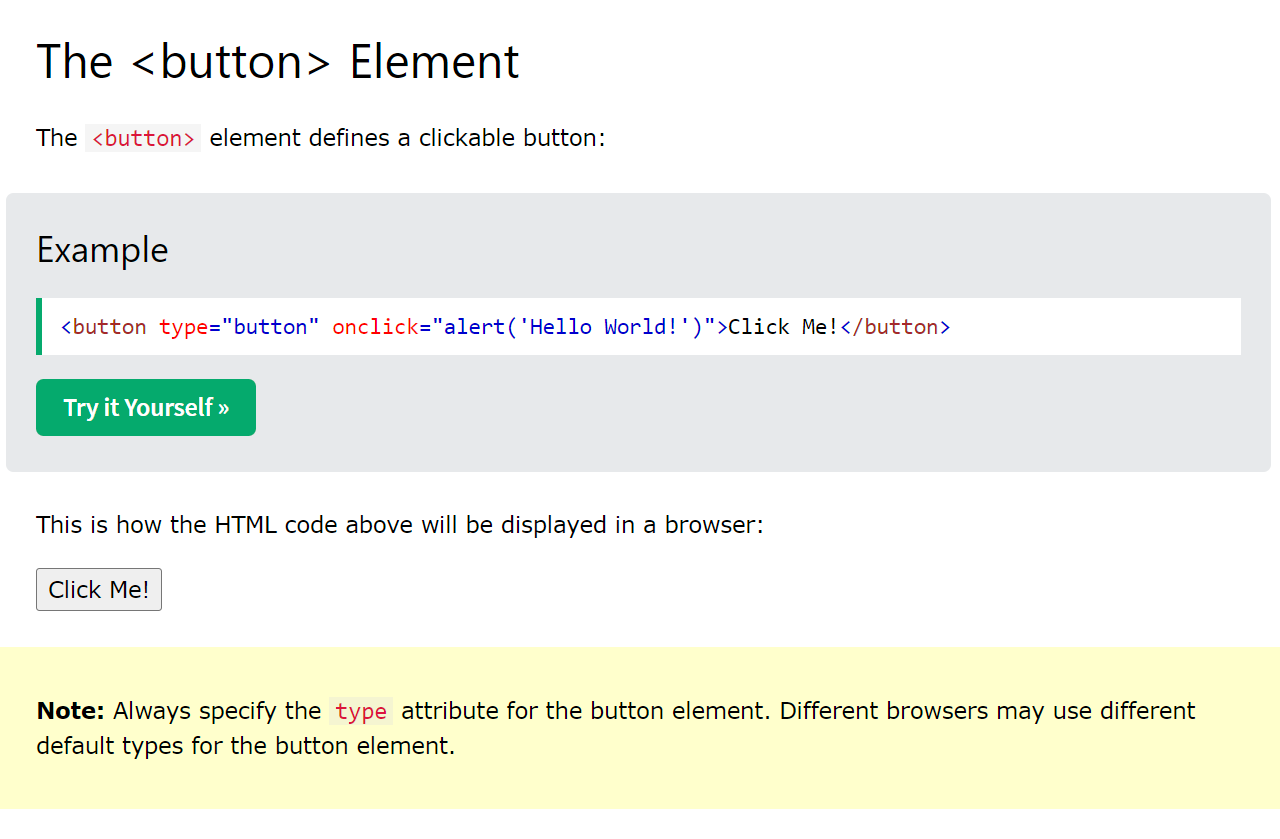 The <button> Element
The <button> element defines a clickable button:
Example
<button type="button" onclick="alert('Hello World!')">Click Me!</button>
Try it Yourself »
This is how the HTML code above will be displayed in a browser:
Click Me!
Note: Always specify the type attribute for the button element. Different browsers may use different
default types for the button element.